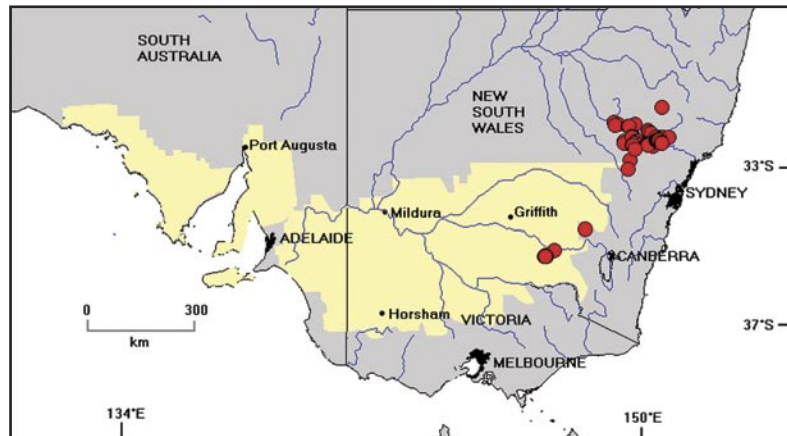 SOUTH
AUSTRALIA
NEW
SOUTH
WALES
Port Augusta
33°S
SYDNEY
Mildura
Griffith
ADELAIDE
CANBERRA
0 300
km
Horsham
VICTORIA
37°S
MELBOURNE
134°E
150°E